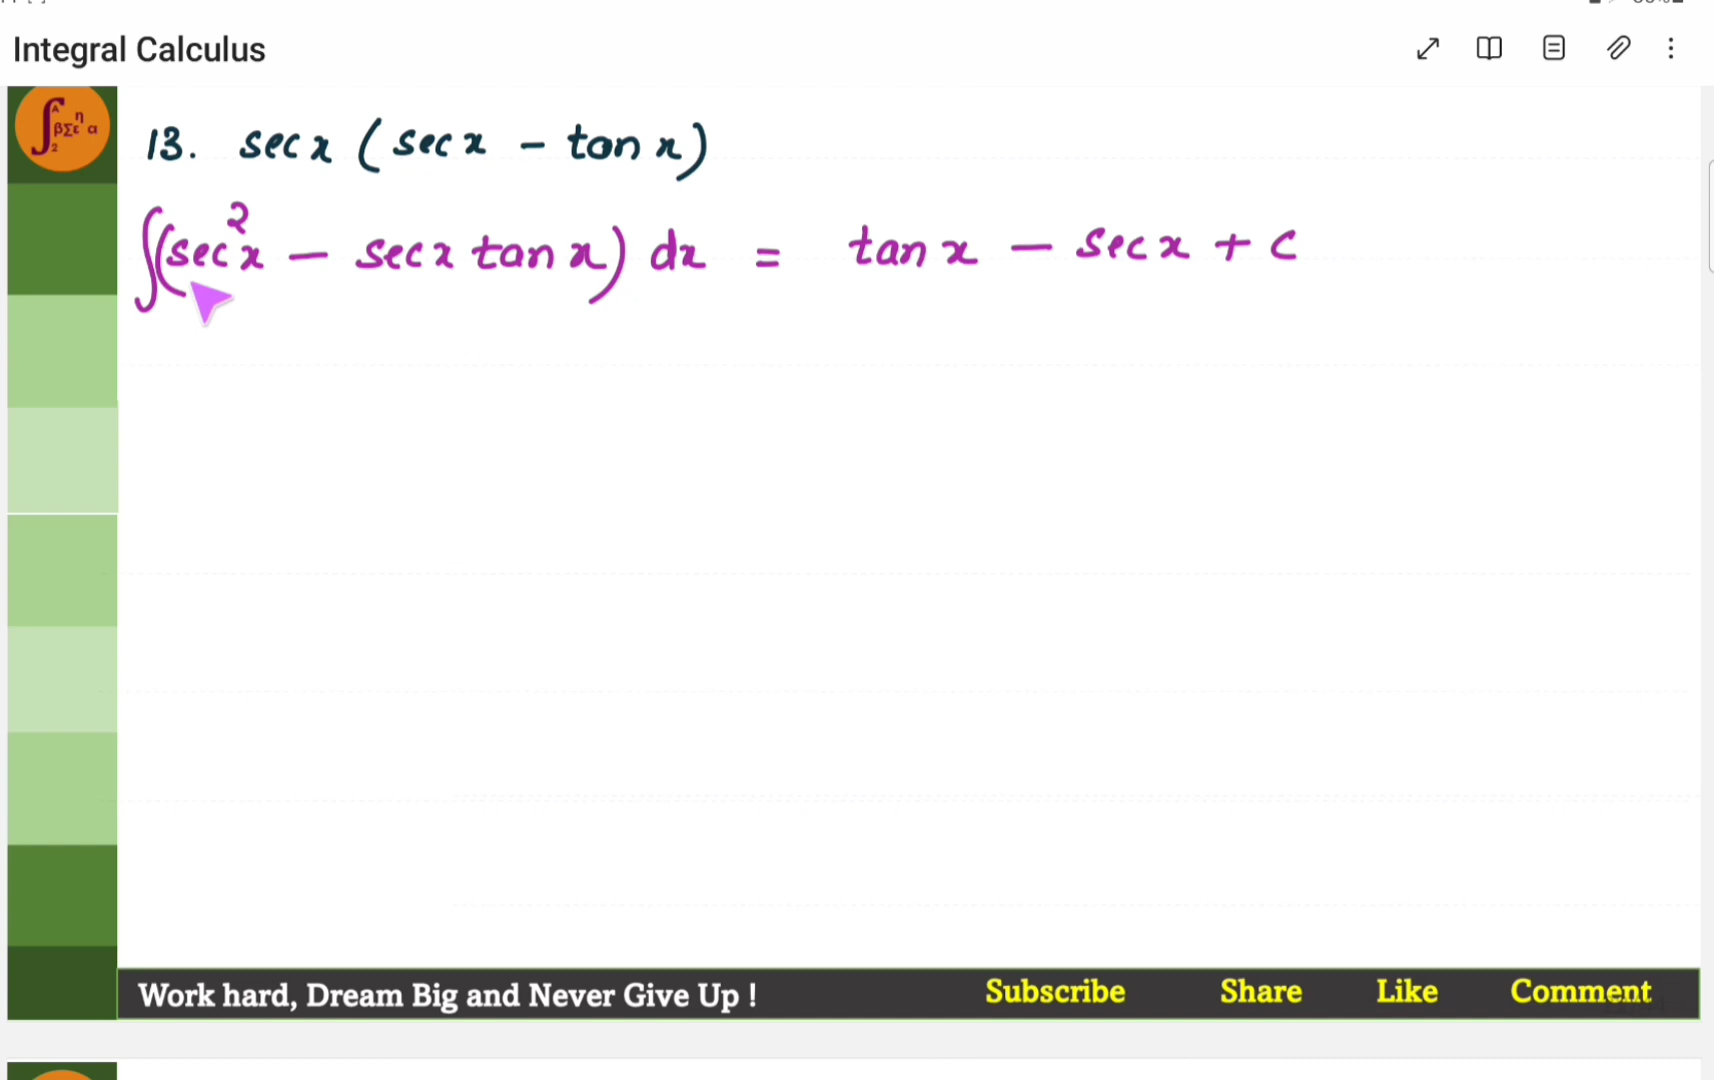 Integral Calculus
13. sec x (sec x - tan x)
∫(sec²x - sec x tan x) dx = tan x - sec x + c
Work hard, Dream Big and Never Give Up ! Subscribe Share Like Comment